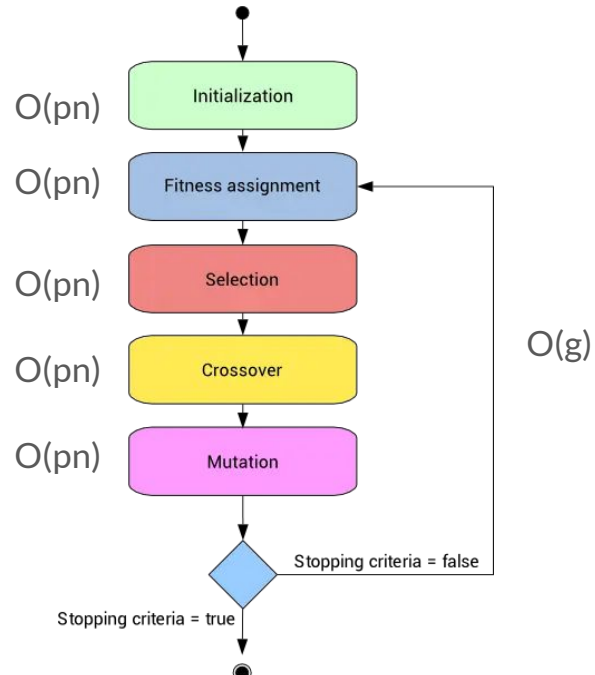 O(pn)
Initialization
O(pn)
Fitness assignment
O(pn)
Selection
O(g)
O(pn)
Crossover
O(pn)
Mutation
Stopping criteria = false
Stopping criteria = true